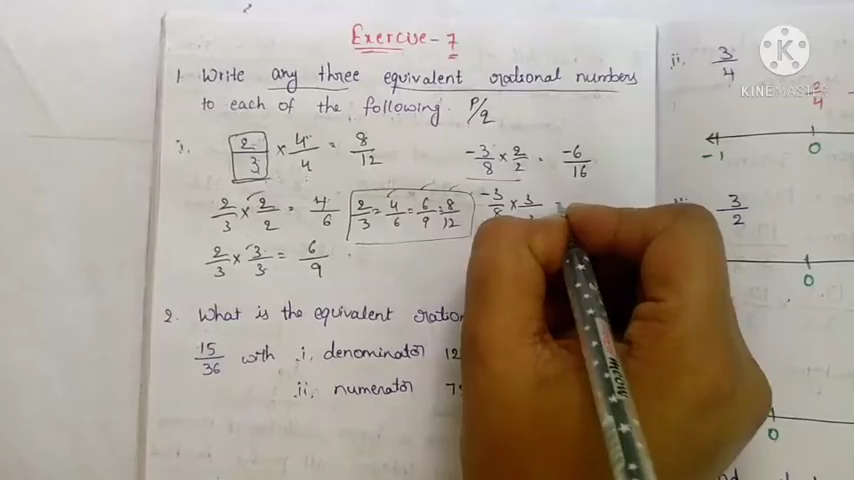 Exercise - 7
1. Write any three equivalent rational numbers
to each of the following. P/q
i. 2/3 × 4/4 = 8/12
2/3 × 2/2 = 4/6
2/3 × 3/3 = 6/9
2/3 = 4/6 = 6/9 = 8/12
-3/8 × 2/2 = -6/16
-3/8 × 3
2. What is the equivalent
15/36 with i, denominator 12
ii, numerator 7
ii. 3/4
3/4
-1 0
3/2
0
0
KINEMASTER